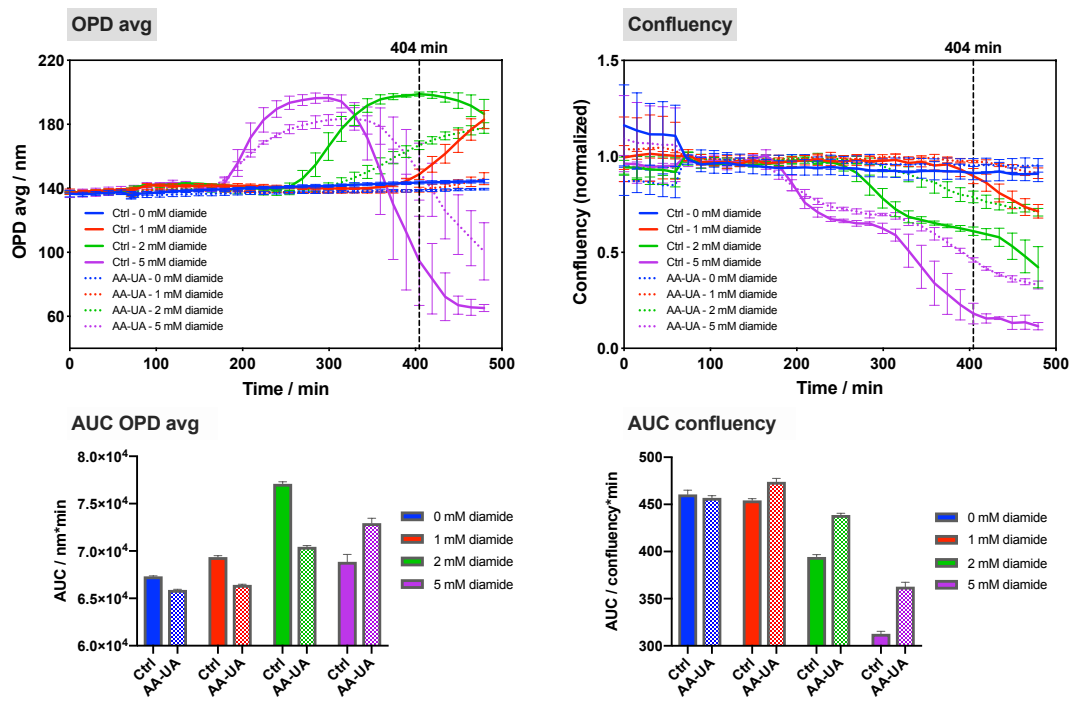 OPD avg
404 min
220
180
140
100
60
OPD avg / nm
Ctrl - 0 mM diamide
Ctrl - 1 mM diamide
Ctrl - 2 mM diamide
Ctrl - 5 mM diamide
AA-UA - 0 mM diamide
AA-UA - 1 mM diamide
AA-UA - 2 mM diamide
AA-UA - 5 mM diamide
0 100 200 300 400 500
Time / min
Confluency
404 min
1.5
1.0
0.5
0.0
Confluency (normalized)
Ctrl - 0 mM diamide
Ctrl - 1 mM diamide
Ctrl - 2 mM diamide
Ctrl - 5 mM diamide
AA-UA - 0 mM diamide
AA-UA - 1 mM diamide
AA-UA - 2 mM diamide
AA-UA - 5 mM diamide
0 100 200 300 400 500
Time / min
AUC OPD avg
8.0×10⁴
7.5×10⁴
7.0×10⁴
6.5×10⁴
6.0×10⁴
AUC / nm*min
0 mM diamide
1 mM diamide
2 mM diamide
5 mM diamide
Ctrl AA-UA Ctrl AA-UA Ctrl AA-UA Ctrl AA-UA
AUC confluency
500
450
400
350
300
AUC / confluency*min
0 mM diamide
1 mM diamide
2 mM diamide
5 mM diamide
Ctrl AA-UA Ctrl AA-UA Ctrl AA-UA Ctrl AA-UA